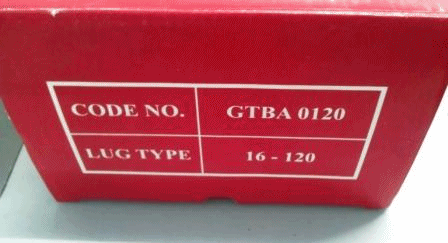 CODE NO. GTBA 0120
LUG TYPE 16 - 120